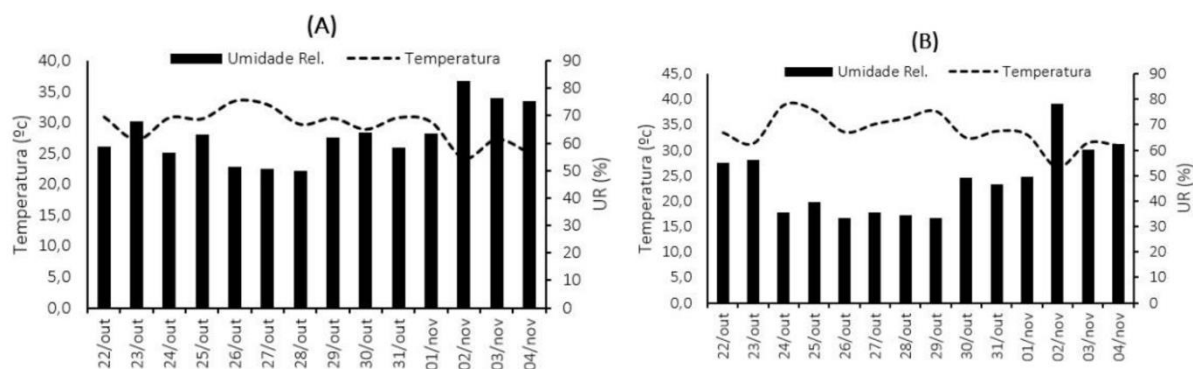 (A)
Umidade Rel. Temperatura
40,0
35,0
30,0
25,0
20,0
15,0
10,0
5,0
0,0
Temperatura (ºc)
90
80
70
60
50
40
30
20
10
0
UR (%)
22/out
23/out
24/out
25/out
26/out
27/out
28/out
29/out
30/out
31/out
01/nov
02/nov
03/nov
04/nov
(B)
Umidade Rel. Temperatura
45,0
40,0
35,0
30,0
25,0
20,0
15,0
10,0
5,0
0,0
Temperatura (ºc)
90
80
70
60
50
40
30
20
10
0
UR (%)
22/out
23/out
24/out
25/out
26/out
27/out
28/out
29/out
30/out
31/out
01/nov
02/nov
03/nov
04/nov